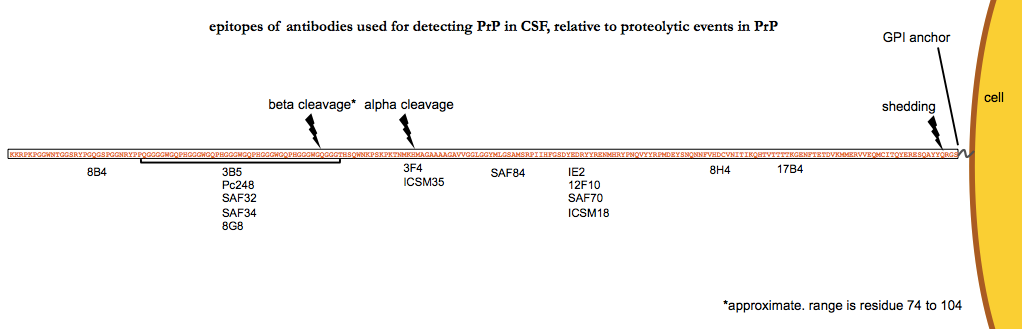 epitopes of antibodies used for detecting PrP in CSF, relative to proteolytic events in PrP
GPI anchor
cell
beta cleavage*
alpha cleavage
shedding
KKRPKPGGWNTGGSRYPGQGSPGGNRYPPQGGGGWGQPHGGGWGQPHGGGWGQPHGGGWGQPHGGGWGQGGGTHSQWNKPSKPKTNMKHMAGAAAAGAVVGGLGGYMLGSAMSRPIIHFGSDYEDRYYRENMHRYPNQVYYRPMDEYSNQNNFVHDCVNITIKQHTVTTTTKGENFTETDVKMMERVVEQMCITQYERESQAYYQRGS
8B4
3B5
Pc248
SAF32
SAF34
8G8
3F4
ICSM35
SAF84
IE2
12F10
SAF70
ICSM18
8H4
17B4
*approximate. range is residue 74 to 104